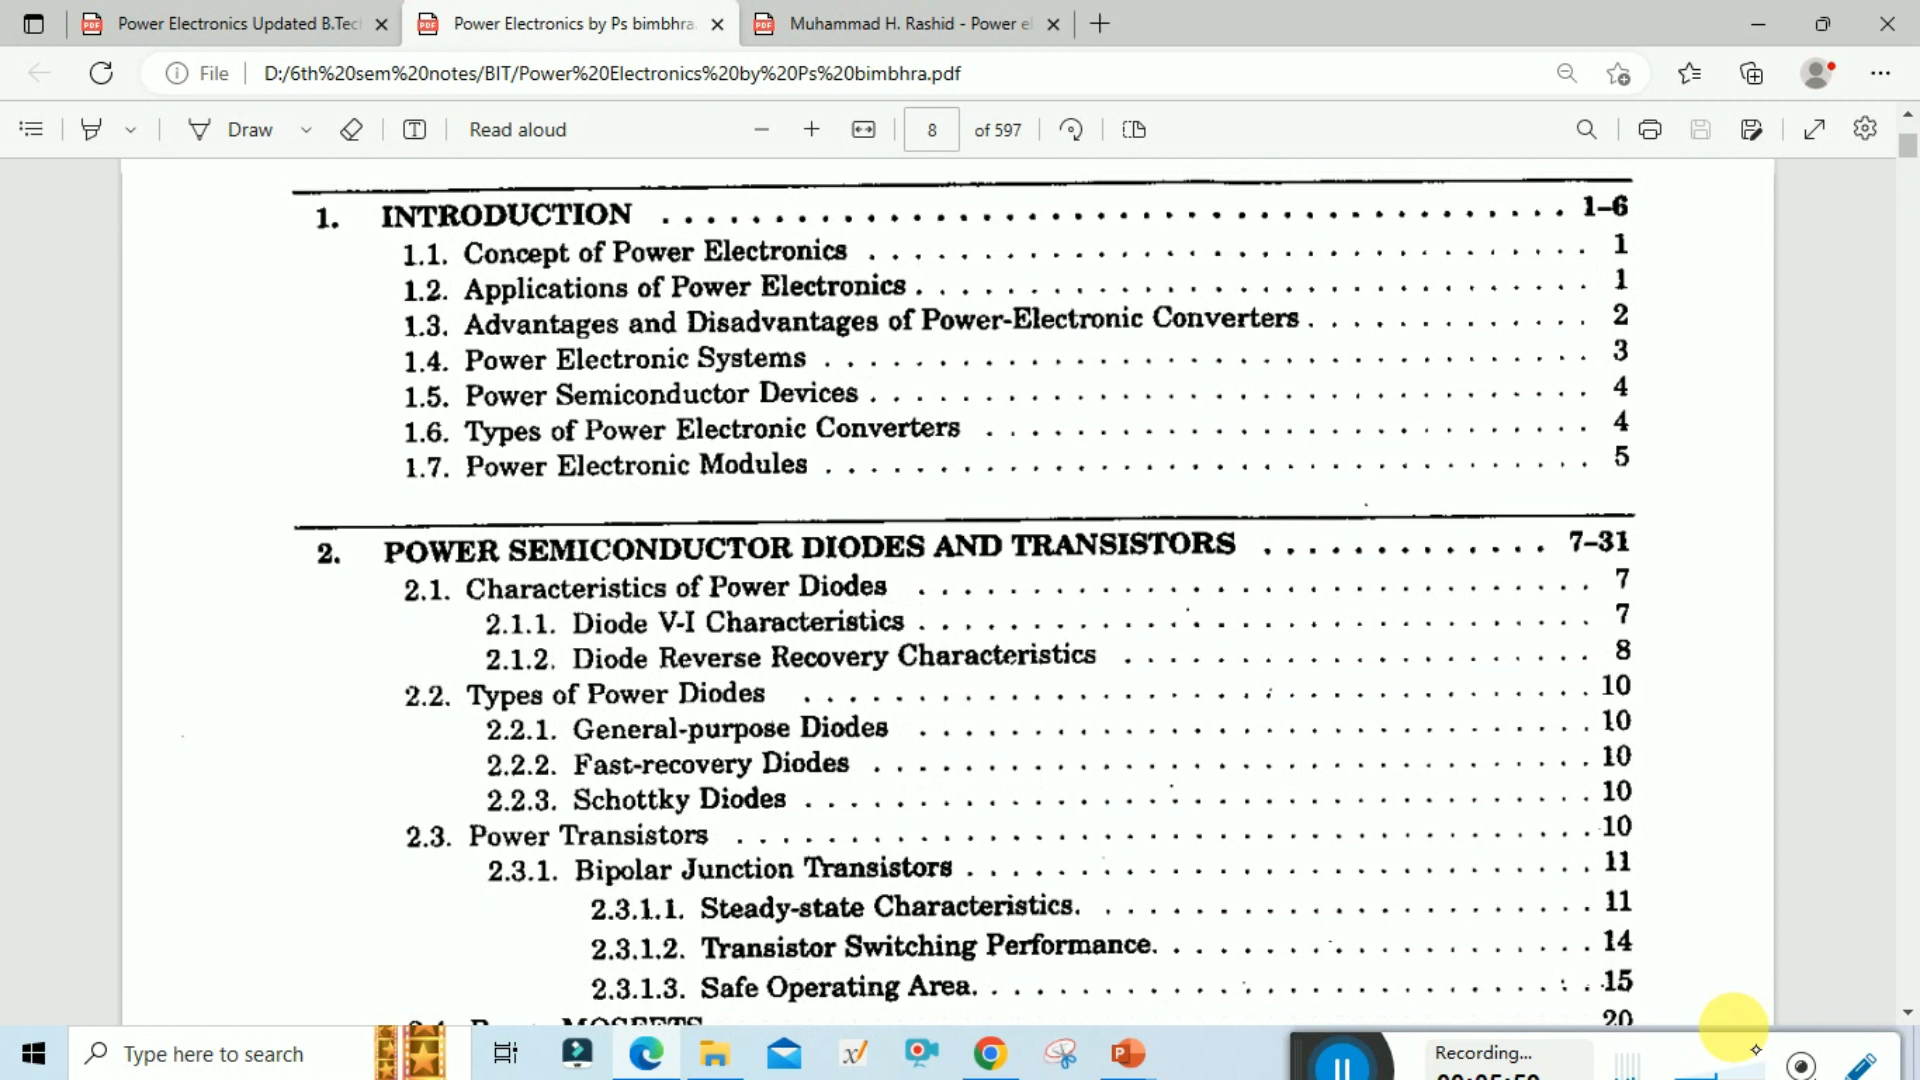 Power Electronics Updated B.Tec
Power Electronics by Ps bimbhra.
Muhammad H. Rashid - Power el
File
D:/6th%20sem%20notes/BIT/Power%20Electronics%20by%20Ps%20bimbhra.pdf
Draw
Read aloud
8 of 597
1. INTRODUCTION . . . . . . . . . . . . . . . . . . . . 1–6
1.1. Concept of Power Electronics . . . . . . . . . . . . . . . . . . . . 1
1.2. Applications of Power Electronics . . . . . . . . . . . . . . . . . . . . 1
1.3. Advantages and Disadvantages of Power-Electronic Converters . . . . . . . . . . 2
1.4. Power Electronic Systems . . . . . . . . . . . . . . . . . . . . 3
1.5. Power Semiconductor Devices . . . . . . . . . . . . . . . . . . . . 4
1.6. Types of Power Electronic Converters . . . . . . . . . . . . . . . . . . . . 4
1.7. Power Electronic Modules . . . . . . . . . . . . . . . . . . . . 5
2. POWER SEMICONDUCTOR DIODES AND TRANSISTORS . . . . . . . . . . . . . 7–31
2.1. Characteristics of Power Diodes . . . . . . . . . . . . . . . . . . . . 7
2.1.1. Diode V-I Characteristics . . . . . . . . . . . . . . . . . . . . 7
2.1.2. Diode Reverse Recovery Characteristics . . . . . . . . . . . . . . . . . 8
2.2. Types of Power Diodes . . . . . . . . . . . . . . . . . . . . 10
2.2.1. General-purpose Diodes . . . . . . . . . . . . . . . . . . . . 10
2.2.2. Fast-recovery Diodes . . . . . . . . . . . . . . . . . . . . 10
2.2.3. Schottky Diodes . . . . . . . . . . . . . . . . . . . . 10
2.3. Power Transistors . . . . . . . . . . . . . . . . . . . . 10
2.3.1. Bipolar Junction Transistors . . . . . . . . . . . . . . . . . . . . 11
2.3.1.1. Steady-state Characteristics. . . . . . . . . . . . . . . . . . . 11
2.3.1.2. Transistor Switching Performance. . . . . . . . . . . . . . . . . 14
2.3.1.3. Safe Operating Area. . . . . . . . . . . . . . . . . . . . 15
MOSFETS 20
Type here to search
Recording...